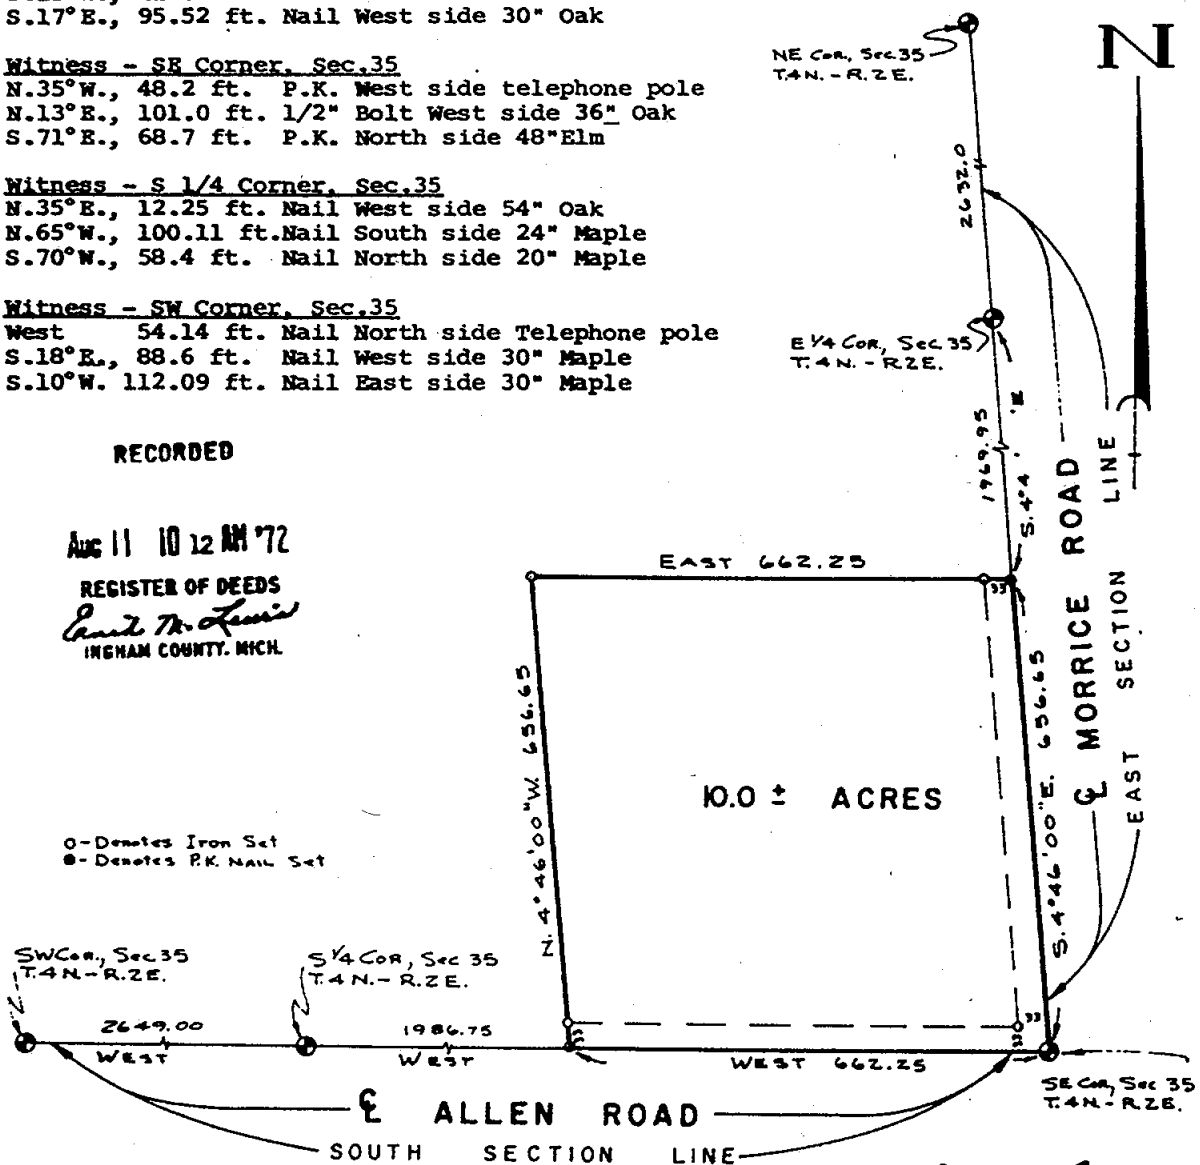 S.17°E., 95.52 ft. Nail West side 30" Oak
Witness - SE Corner, Sec.35
N.35°W., 48.2 ft. P.K. West side telephone pole
N.13°E., 101.0 ft. 1/2" Bolt West side 36" Oak
S.71°E., 68.7 ft. P.K. North side 48"Elm
Witness - S 1/4 Corner, Sec.35
N.35°E., 12.25 ft. Nail West side 54" Oak
N.65°W., 100.11 ft.Nail South side 24" Maple
S.70°W., 58.4 ft. Nail North side 20" Maple
Witness - SW Corner, Sec.35
West 54.14 ft. Nail North side Telephone pole
S.18°E., 88.6 ft. Nail West side 30" Maple
S.10°W. 112.09 ft. Nail East side 30" Maple
N
NE COR, Sec.35
T.4N.-R.2E.
2632.0
E 1/4 COR., Sec 35
T.4N.-R.2E.
1969.95
S.4°4 ' "E
RECORDED
Aug 11 10 12 AM '72
REGISTER OF DEEDS
INGHAM COUNTY. MICH.
EAST 662.25
33
N. 4°46'00"W. 656.65
10.0 ± ACRES
S. 4°46'00"E. 656.65
℄ MORRICE ROAD
EAST SECTION LINE
o-Denotes Iron Set
●-Denotes P.K. NAIL Set
SW COR., Sec 35
T.4N.-R.2E.
S 1/4 COR, Sec 35
T.4N.-R.2E.
2649.00
WEST
1986.75
WEST
33
33
33
WEST 662.25
SE COR, Sec 35
T.4N-R.2E.
℄ ALLEN ROAD
SOUTH SECTION LINE